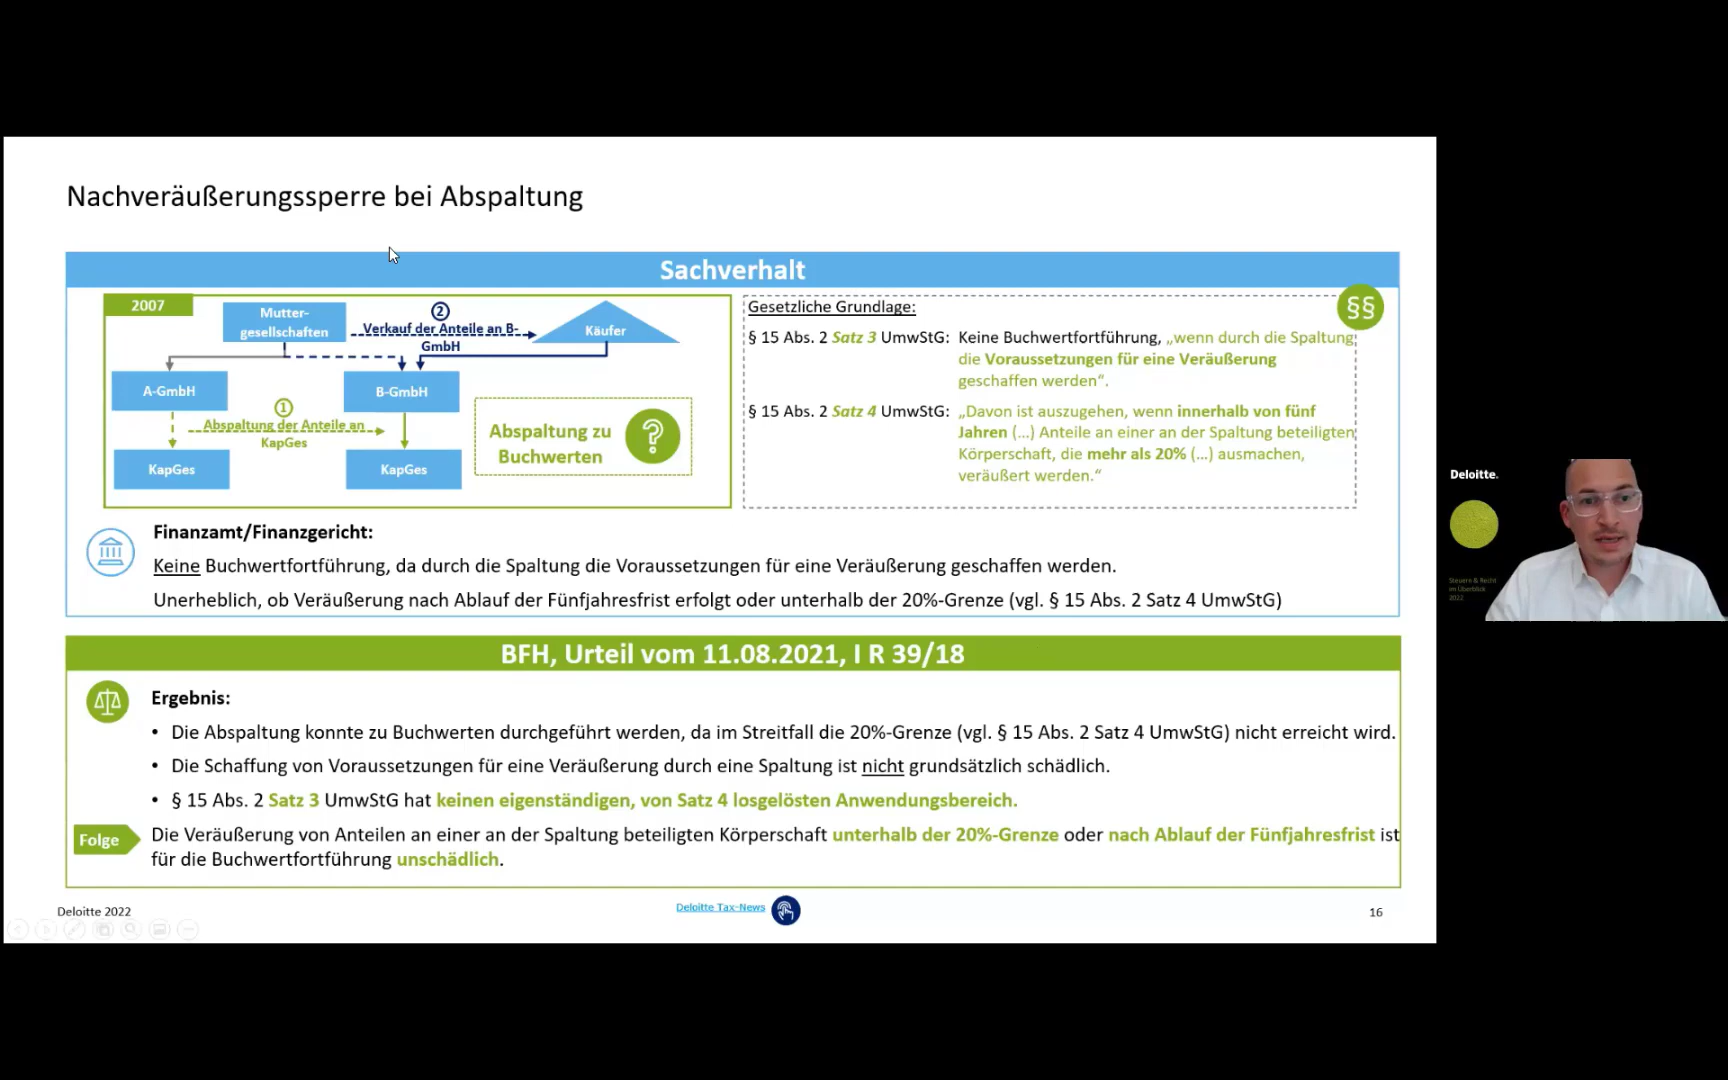 Nachveräußerungssperre bei Abspaltung
Sachverhalt
2007
Mutter-
gesellschaften
2
Verkauf der Anteile an B-
GmbH
Käufer
A-GmbH
B-GmbH
1
Abspaltung der Anteile an
KapGes
KapGes
KapGes
Abspaltung zu
Buchwerten
?
§§
Gesetzliche Grundlage:
§ 15 Abs. 2 Satz 3 UmwStG: Keine Buchwertfortführung, „wenn durch die Spaltung
die Voraussetzungen für eine Veräußerung
geschaffen werden“.
§ 15 Abs. 2 Satz 4 UmwStG: „Davon ist auszugehen, wenn innerhalb von fünf
Jahren (...) Anteile an einer an der Spaltung beteiligten
Körperschaft, die mehr als 20% (...) ausmachen,
veräußert werden.“
Finanzamt/Finanzgericht:
Keine Buchwertfortführung, da durch die Spaltung die Voraussetzungen für eine Veräußerung geschaffen werden.
Unerheblich, ob Veräußerung nach Ablauf der Fünfjahresfrist erfolgt oder unterhalb der 20%-Grenze (vgl. § 15 Abs. 2 Satz 4 UmwStG)
BFH, Urteil vom 11.08.2021, I R 39/18
Ergebnis:
• Die Abspaltung konnte zu Buchwerten durchgeführt werden, da im Streitfall die 20%-Grenze (vgl. § 15 Abs. 2 Satz 4 UmwStG) nicht erreicht wird.
• Die Schaffung von Voraussetzungen für eine Veräußerung durch eine Spaltung ist nicht grundsätzlich schädlich.
• § 15 Abs. 2 Satz 3 UmwStG hat keinen eigenständigen, von Satz 4 losgelösten Anwendungsbereich.
Folge
Die Veräußerung von Anteilen an einer an der Spaltung beteiligten Körperschaft unterhalb der 20%-Grenze oder nach Ablauf der Fünfjahresfrist ist
für die Buchwertfortführung unschädlich.
Deloitte 2022
Deloitte Tax-News
16
Deloitte.
Steuern & Recht
im Überblick
2022